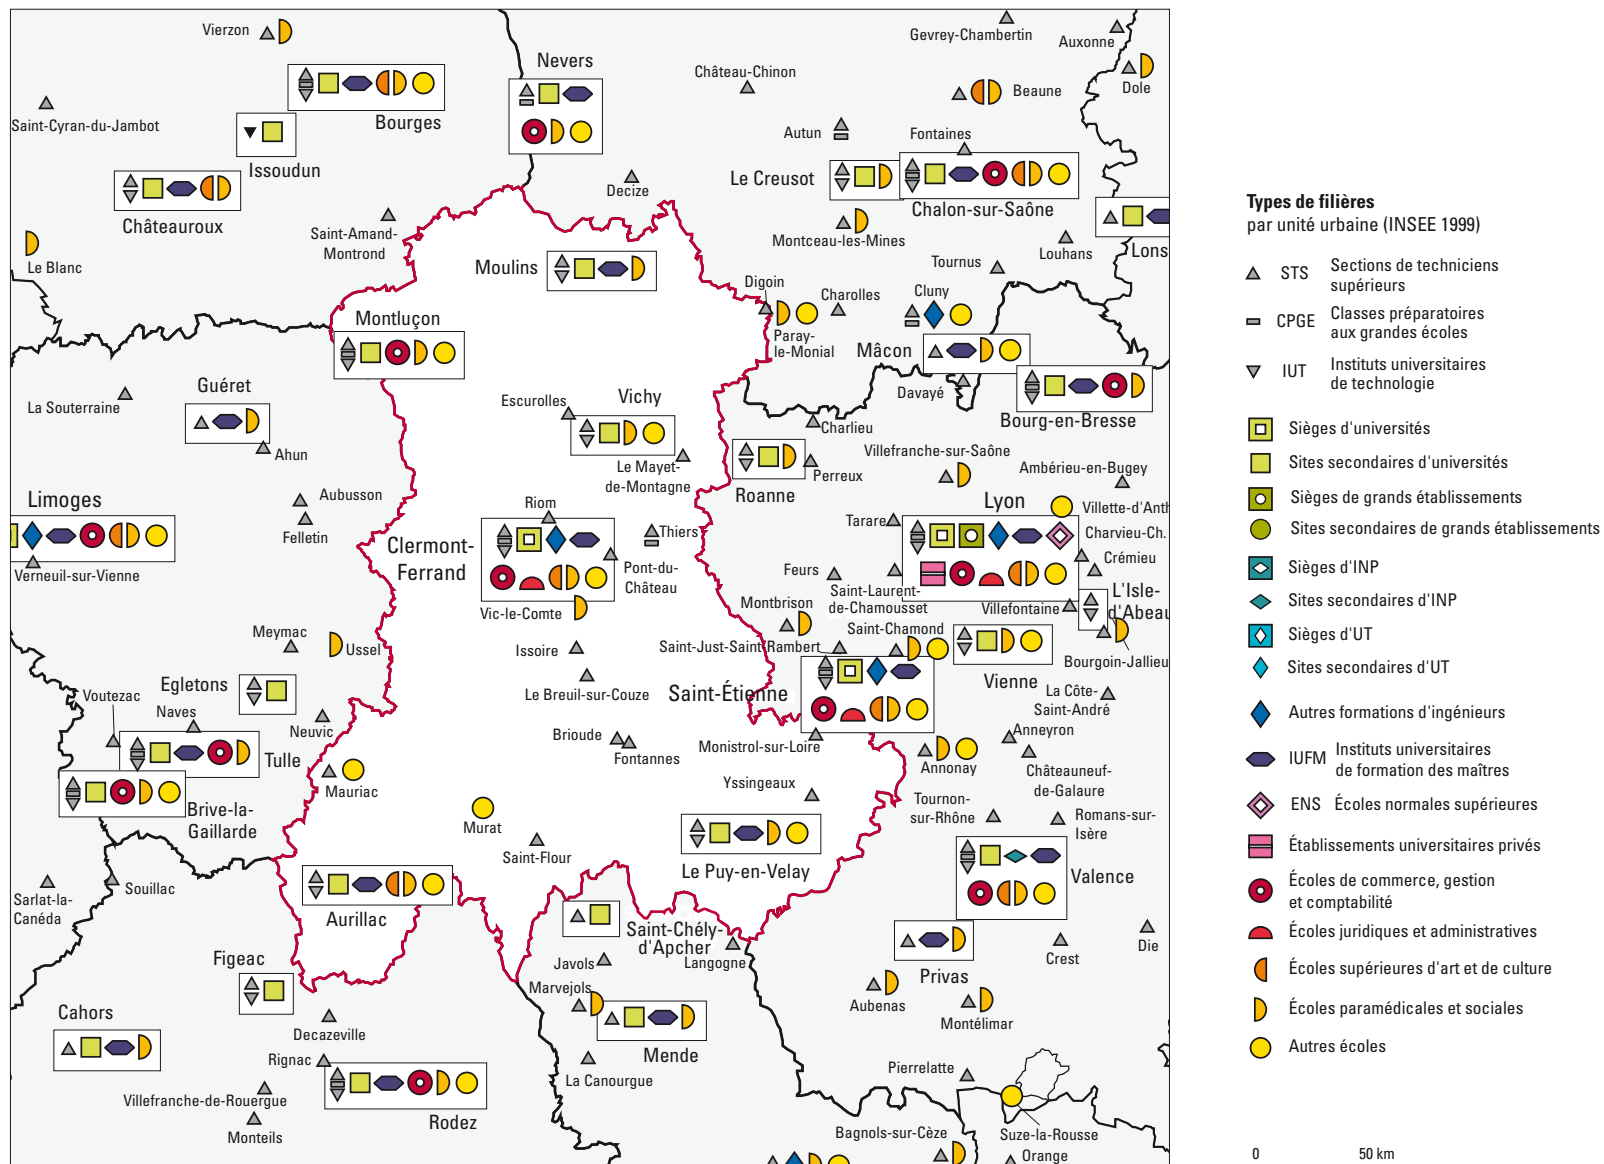 Vierzon
Gevrey-Chambertin
Auxonne
Nevers
Château-Chinon
Dole
Beaune
Saint-Cyran-du-Jambot
Bourges
Autun
Fontaines
Issoudun
Le Creusot
Decize
Châteauroux
Chalon-sur-Saône
Saint-Amand-
Montrond
Montceau-les-Mines
Louhans
Lons
Le Blanc
Moulins
Tournus
Digoin
Charolles
Cluny
Montluçon
Paray-
le-Monial
Mâcon
Guéret
Davayé
La Souterraine
Escurolles
Vichy
Bourg-en-Bresse
Charlieu
Ahun
Le Mayet-
de-Montagne
Villefranche-sur-Saône
Ambérieu-en-Bugey
Roanne
Perreux
Limoges
Aubusson
Riom
Lyon
Villette-d'Anth
Felletin
Clermont-
Ferrand
Thiers
Tarare
Charvieu-Ch.
Crémieu
Verneuil-sur-Vienne
Pont-du-
Château
Feurs
Saint-Laurent-
de-Chamousset
L'Isle-
d'Abeau
Vic-le-Comte
Montbrison
Villefontaine
Meymac
Ussel
Issoire
Saint-Chamond
Saint-Just-Saint-Rambert
Bourgoin-Jallieu
Egletons
Le Breuil-sur-Couze
Saint-Étienne
Vienne
La Côte-
Saint-André
Voutezac
Naves
Neuvic
Brioude
Fontannes
Monistrol-sur-Loire
Anneyron
Tulle
Mauriac
Annonay
Châteauneuf-
de-Galaure
Yssingeaux
Brive-la-
Gaillarde
Murat
Tournon-
sur-Rhône
Romans-sur-
Isère
Saint-Flour
Le Puy-en-Velay
Valence
Souillac
Sarlat-la-
Canéda
Aurillac
Saint-Chély-
d'Apcher
Langogne
Crest
Die
Figeac
Javols
Privas
Marvejols
Aubenas
Montélimar
Cahors
Decazeville
Mende
Rignac
La Canourgue
Pierrelatte
Villefranche-de-Rouergue
Monteils
Rodez
Bagnols-sur-Cèze
Suze-la-Rousse
Orange
Types de filières
par unité urbaine (INSEE 1999)
STS Sections de techniciens
supérieurs
CPGE Classes préparatoires
aux grandes écoles
IUT Instituts universitaires
de technologie
Sièges d'universités
Sites secondaires d'universités
Sièges de grands établissements
Sites secondaires de grands établissements
Sièges d'INP
Sites secondaires d'INP
Sièges d'UT
Sites secondaires d'UT
Autres formations d'ingénieurs
IUFM Instituts universitaires
de formation des maîtres
ENS Écoles normales supérieures
Établissements universitaires privés
Écoles de commerce, gestion
et comptabilité
Écoles juridiques et administratives
Écoles supérieures d'art et de culture
Écoles paramédicales et sociales
Autres écoles
0 50 km